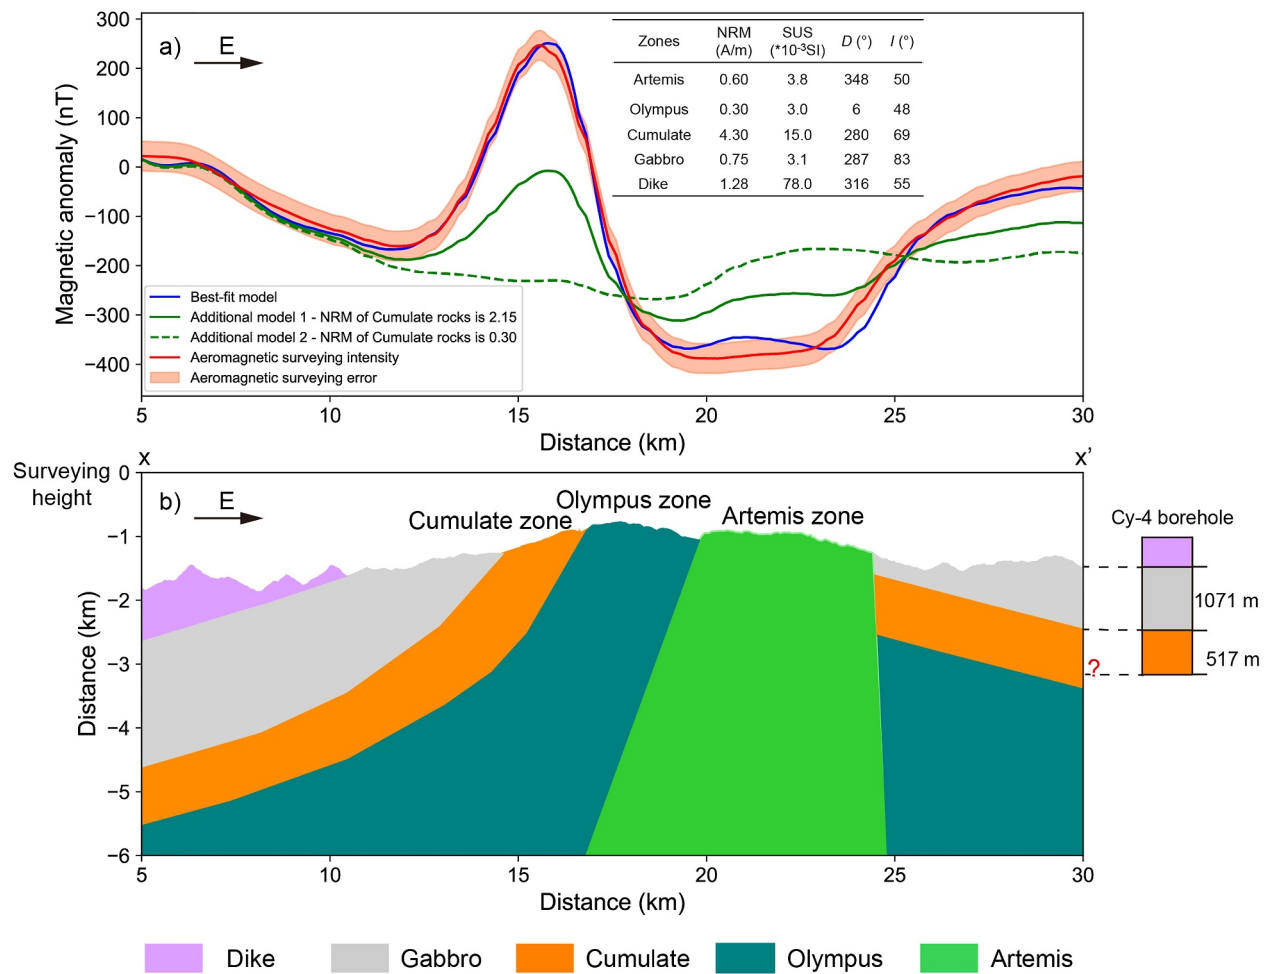 a)
E
Magnetic anomaly (nT)
300
200
100
0
−100
−200
−300
−400
Zones NRM (A/m) SUS (*10⁻³SI) D (°) I (°)
Artemis 0.60 3.8 348 50
Olympus 0.30 3.0 6 48
Cumulate 4.30 15.0 280 69
Gabbro 0.75 3.1 287 83
Dike 1.28 78.0 316 55
Best-fit model
Additional model 1 - NRM of Cumulate rocks is 2.15
Additional model 2 - NRM of Cumulate rocks is 0.30
Aeromagnetic surveying intensity
Aeromagnetic surveying error
5 10 15 20 25 30
Distance (km)
x x'
Surveying
height
0
−1
−2
−3
−4
−5
−6
Distance (km)
b)
E
Cumulate zone
Olympus zone
Artemis zone
Cy-4 borehole
1071 m
517 m
?
5 10 15 20 25 30
Distance (km)
Dike Gabbro Cumulate Olympus Artemis